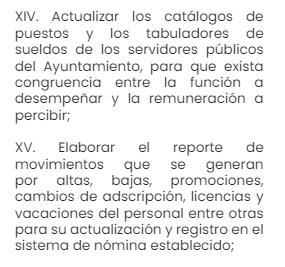 XIV. Actualizar los catálogos de
puestos y los tabuladores de
sueldos de los servidores públicos
del Ayuntamiento, para que exista
congruencia entre la función a
desempeñar y la remuneración a
percibir;
XV. Elaborar el reporte de
movimientos que se generan
por altas, bajas, promociones,
cambios de adscripción, licencias y
vacaciones del personal entre otras
para su actualización y registro en el
sistema de nómina establecido;